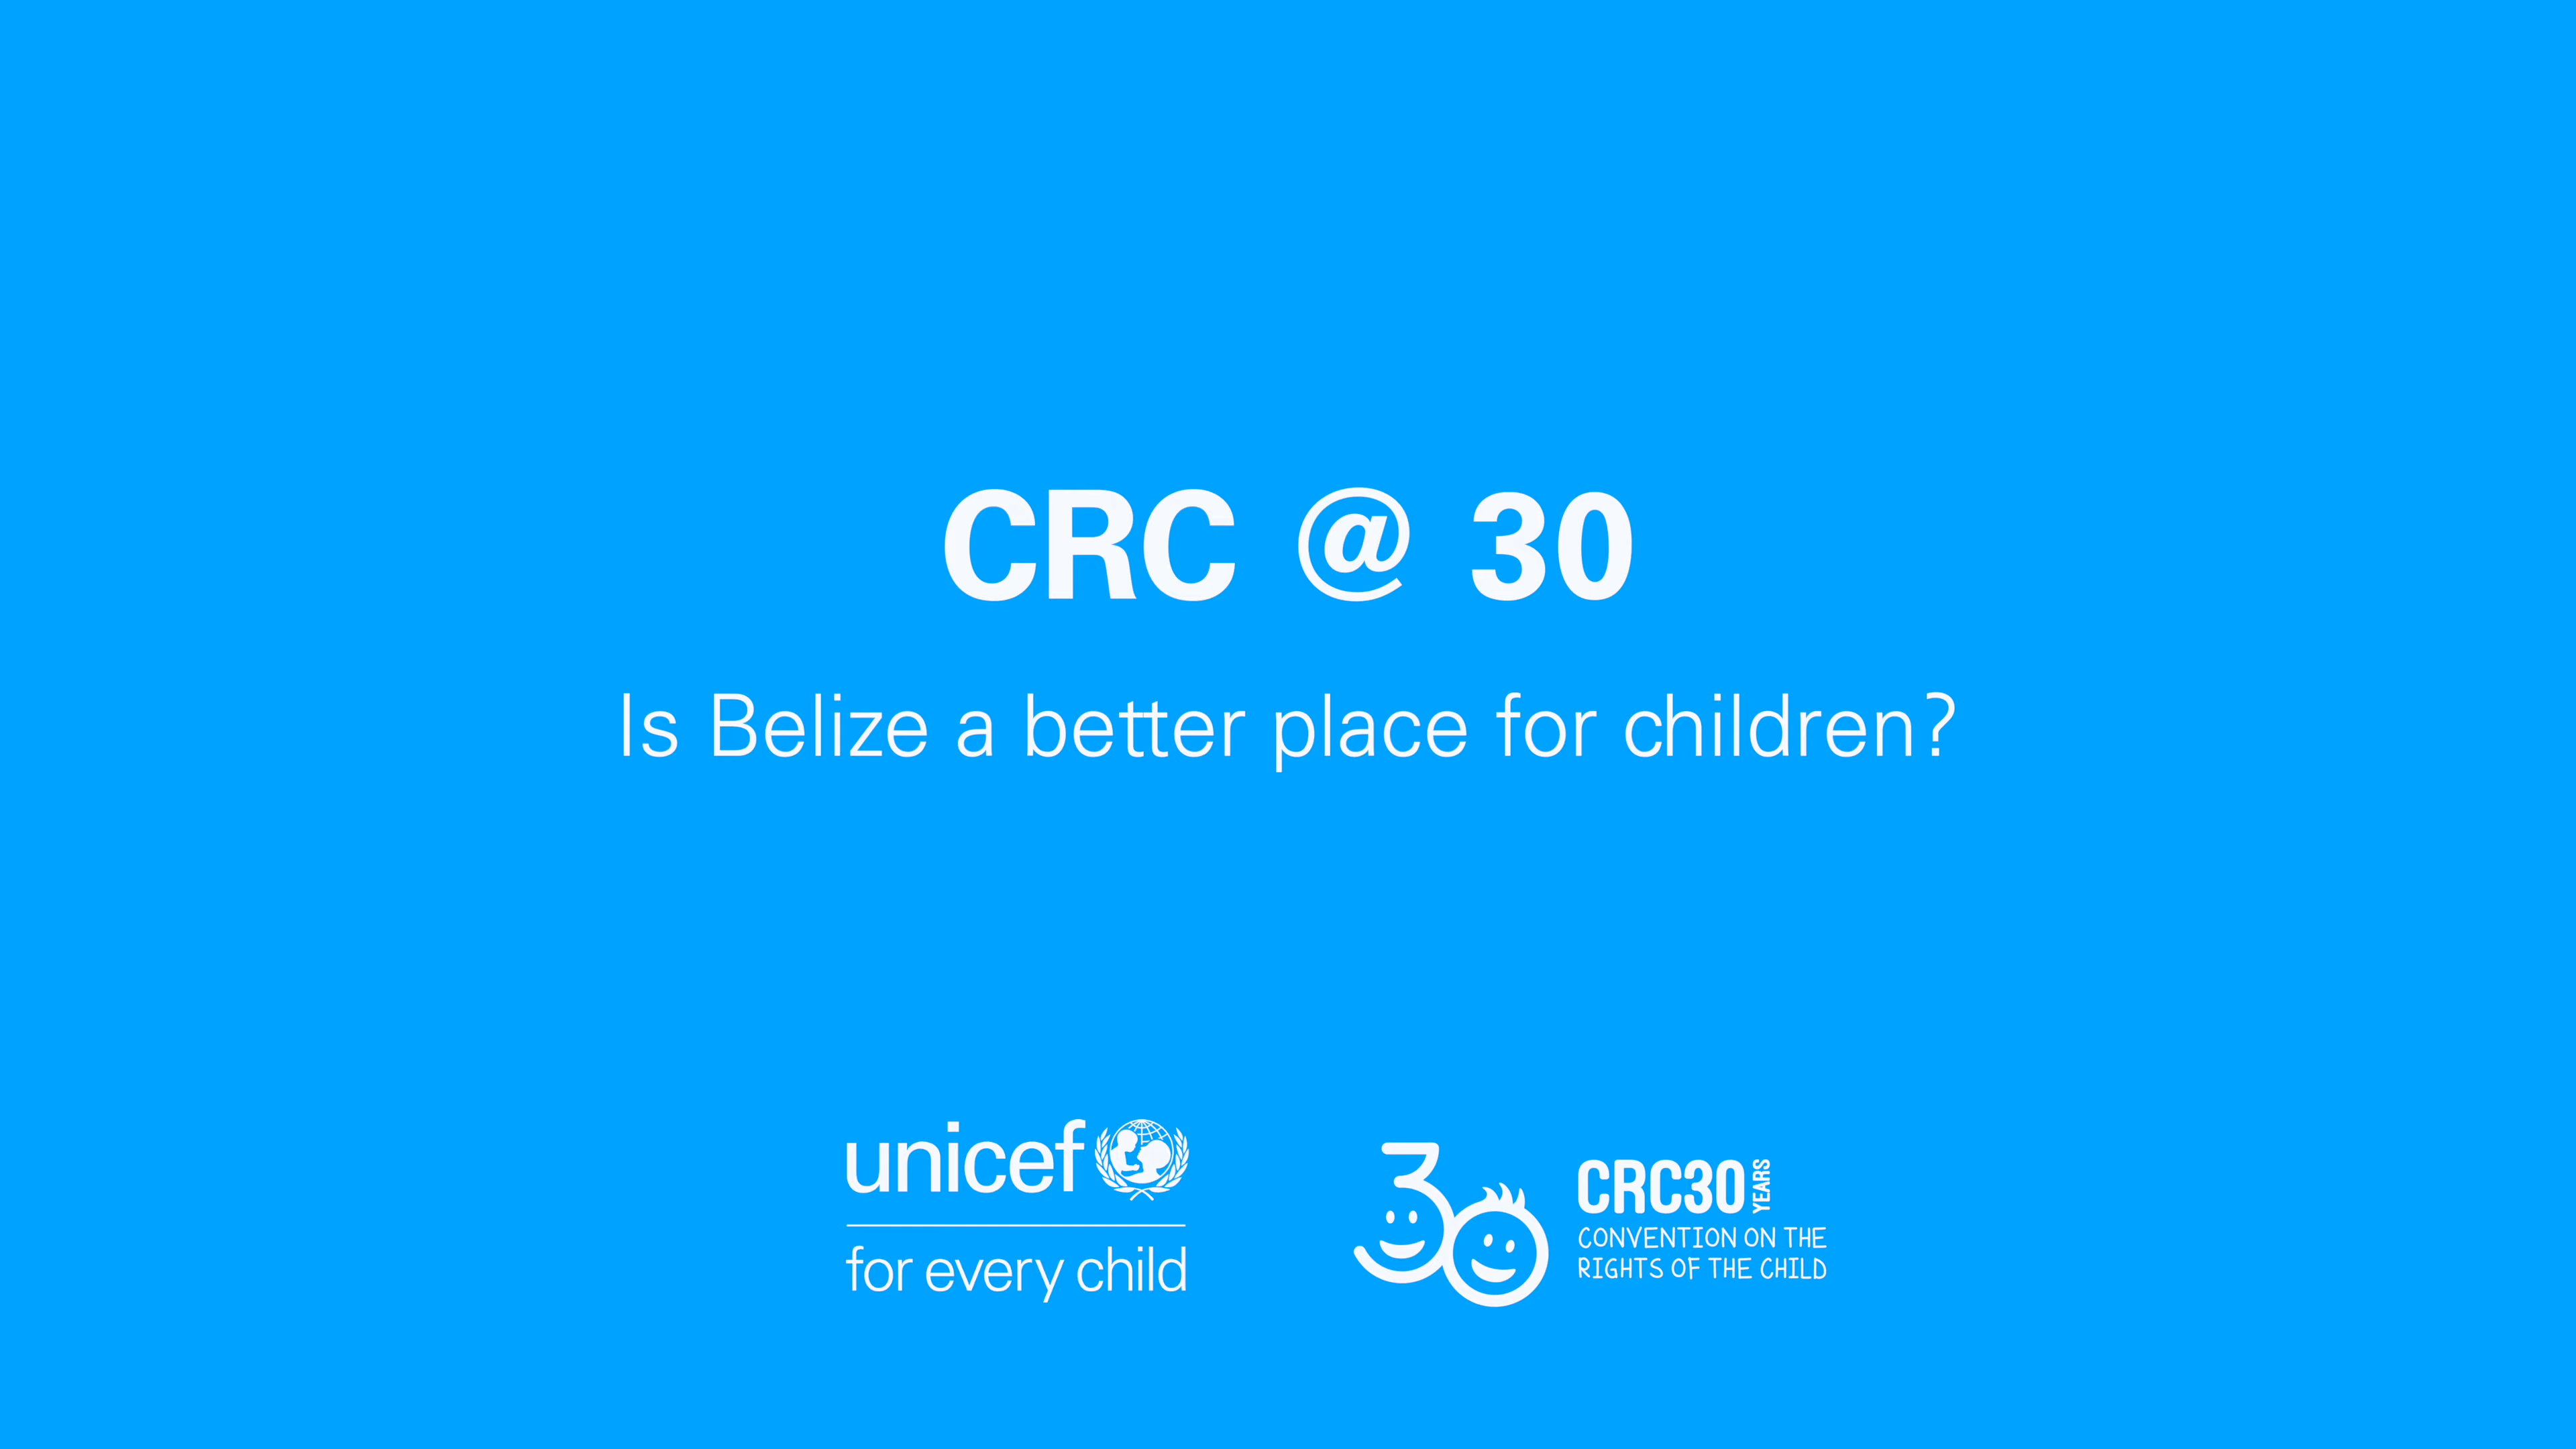 CRC @ 30
Is Belize a better place for children?
unicef
for every child
30
CRC30 YEARS
CONVENTION ON THE
RIGHTS OF THE CHILD